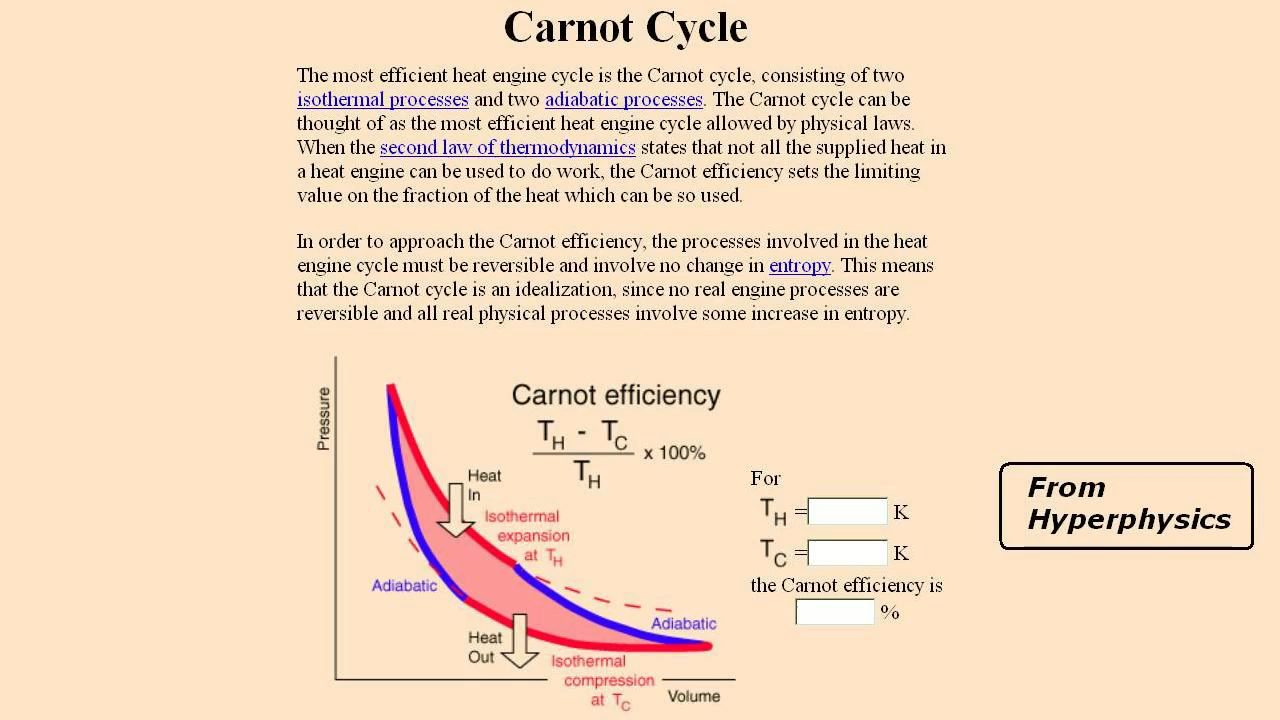 Carnot Cycle
The most efficient heat engine cycle is the Carnot cycle, consisting of two
isothermal processes and two adiabatic processes. The Carnot cycle can be
thought of as the most efficient heat engine cycle allowed by physical laws.
When the second law of thermodynamics states that not all the supplied heat in
a heat engine can be used to do work, the Carnot efficiency sets the limiting
value on the fraction of the heat which can be so used.
In order to approach the Carnot efficiency, the processes involved in the heat
engine cycle must be reversible and involve no change in entropy. This means
that the Carnot cycle is an idealization, since no real engine processes are
reversible and all real physical processes involve some increase in entropy.
Pressure
Carnot efficiency
TH - TC
TH
x 100%
Heat
In
Isothermal
expansion
at TH
Adiabatic
Adiabatic
Heat
Out
Isothermal
compression
at TC
Volume
For
TH = K
TC = K
the Carnot efficiency is
%
From
Hyperphysics